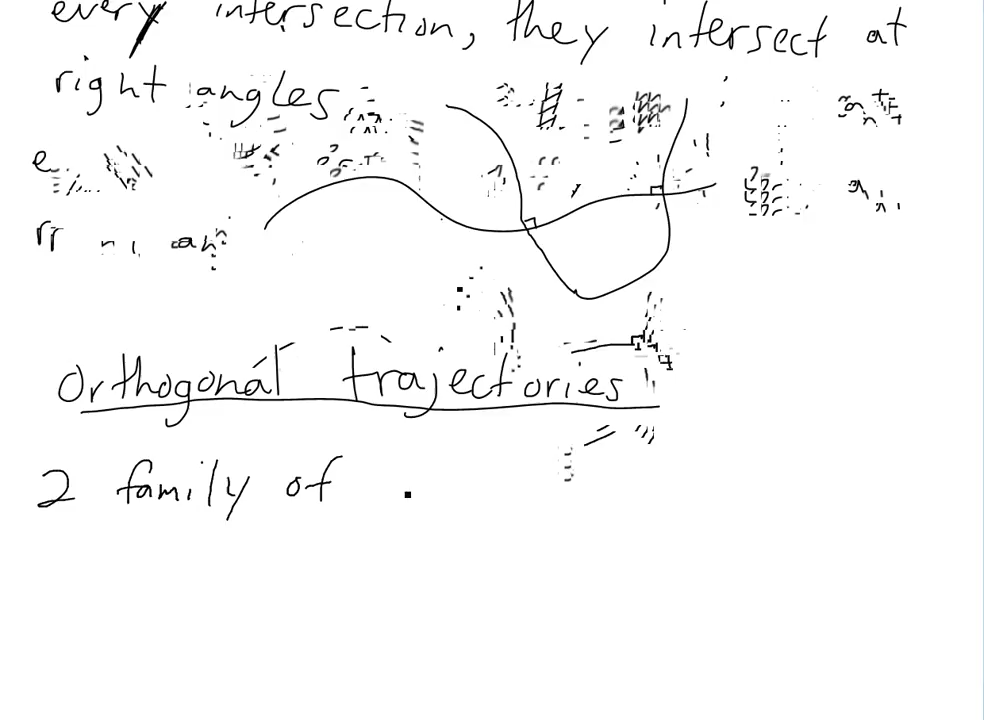 every intersection, they intersect at
right angles
Orthogonal trajectories
2 family of